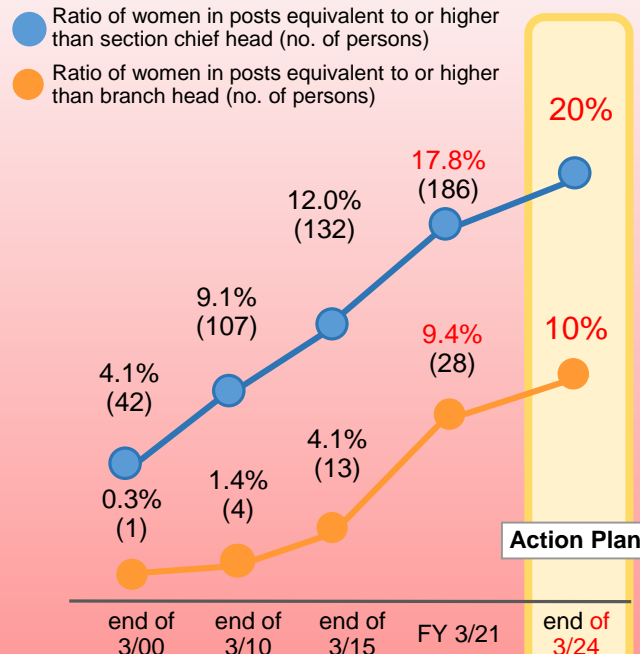 Ratio of women in posts equivalent to or higher
than section chief head (no. of persons)
Ratio of women in posts equivalent to or higher
than branch head (no. of persons)
20%
17.8%
(186)
12.0%
(132)
9.1%
(107)
4.1%
(42)
10%
9.4%
(28)
4.1%
(13)
1.4%
(4)
0.3%
(1)
Action Plan
end of
3/00
end of
3/10
end of
3/15
FY 3/21
end of
3/24